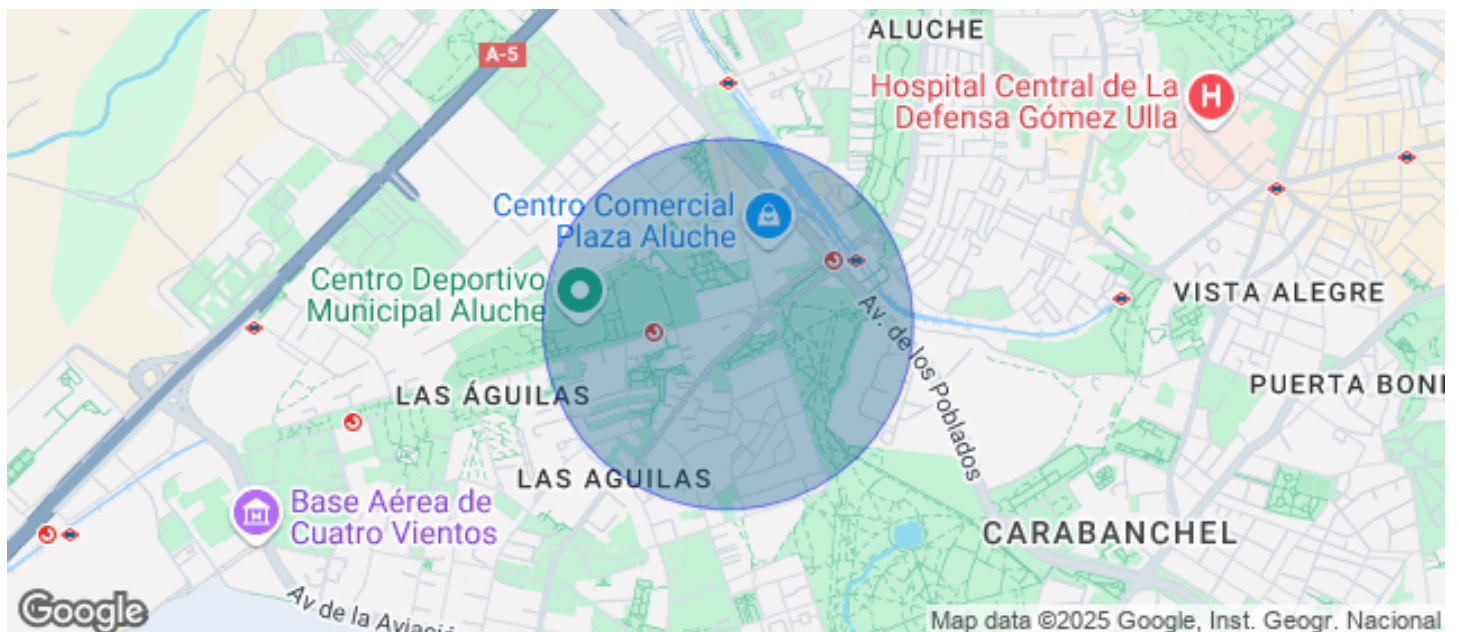 ALUCHE
A-5
Hospital Central de La
Defensa Gómez Ulla
H
Centro Comercial
Plaza Aluche
Centro Deportivo
Municipal Aluche
VISTA ALEGRE
Av. de los Poblados
PUERTA BONI
LAS ÁGUILAS
LAS AGUILAS
Base Aérea de
Cuatro Vientos
CARABANCHEL
Av de la Aviació
Google
Map data ©2025 Google, Inst. Geogr. Nacional